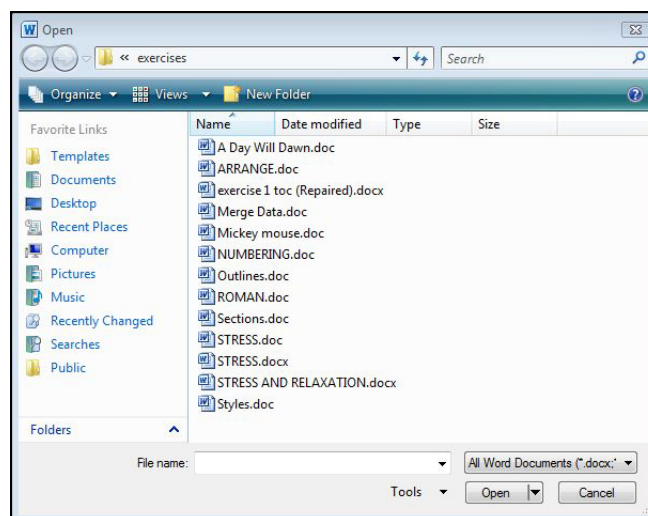 Open
« exercises
Search
Organize Views New Folder
Favorite Links
Templates
Documents
Desktop
Recent Places
Computer
Pictures
Music
Recently Changed
Searches
Public
Folders
Name Date modified Type Size
A Day Will Dawn.doc
ARRANGE.doc
exercise 1 toc (Repaired).docx
Merge Data.doc
Mickey mouse.doc
NUMBERING.doc
Outlines.doc
ROMAN.doc
Sections.doc
STRESS.doc
STRESS.docx
STRESS AND RELAXATION.docx
Styles.doc
File name: All Word Documents (*.docx;*
Tools Open Cancel